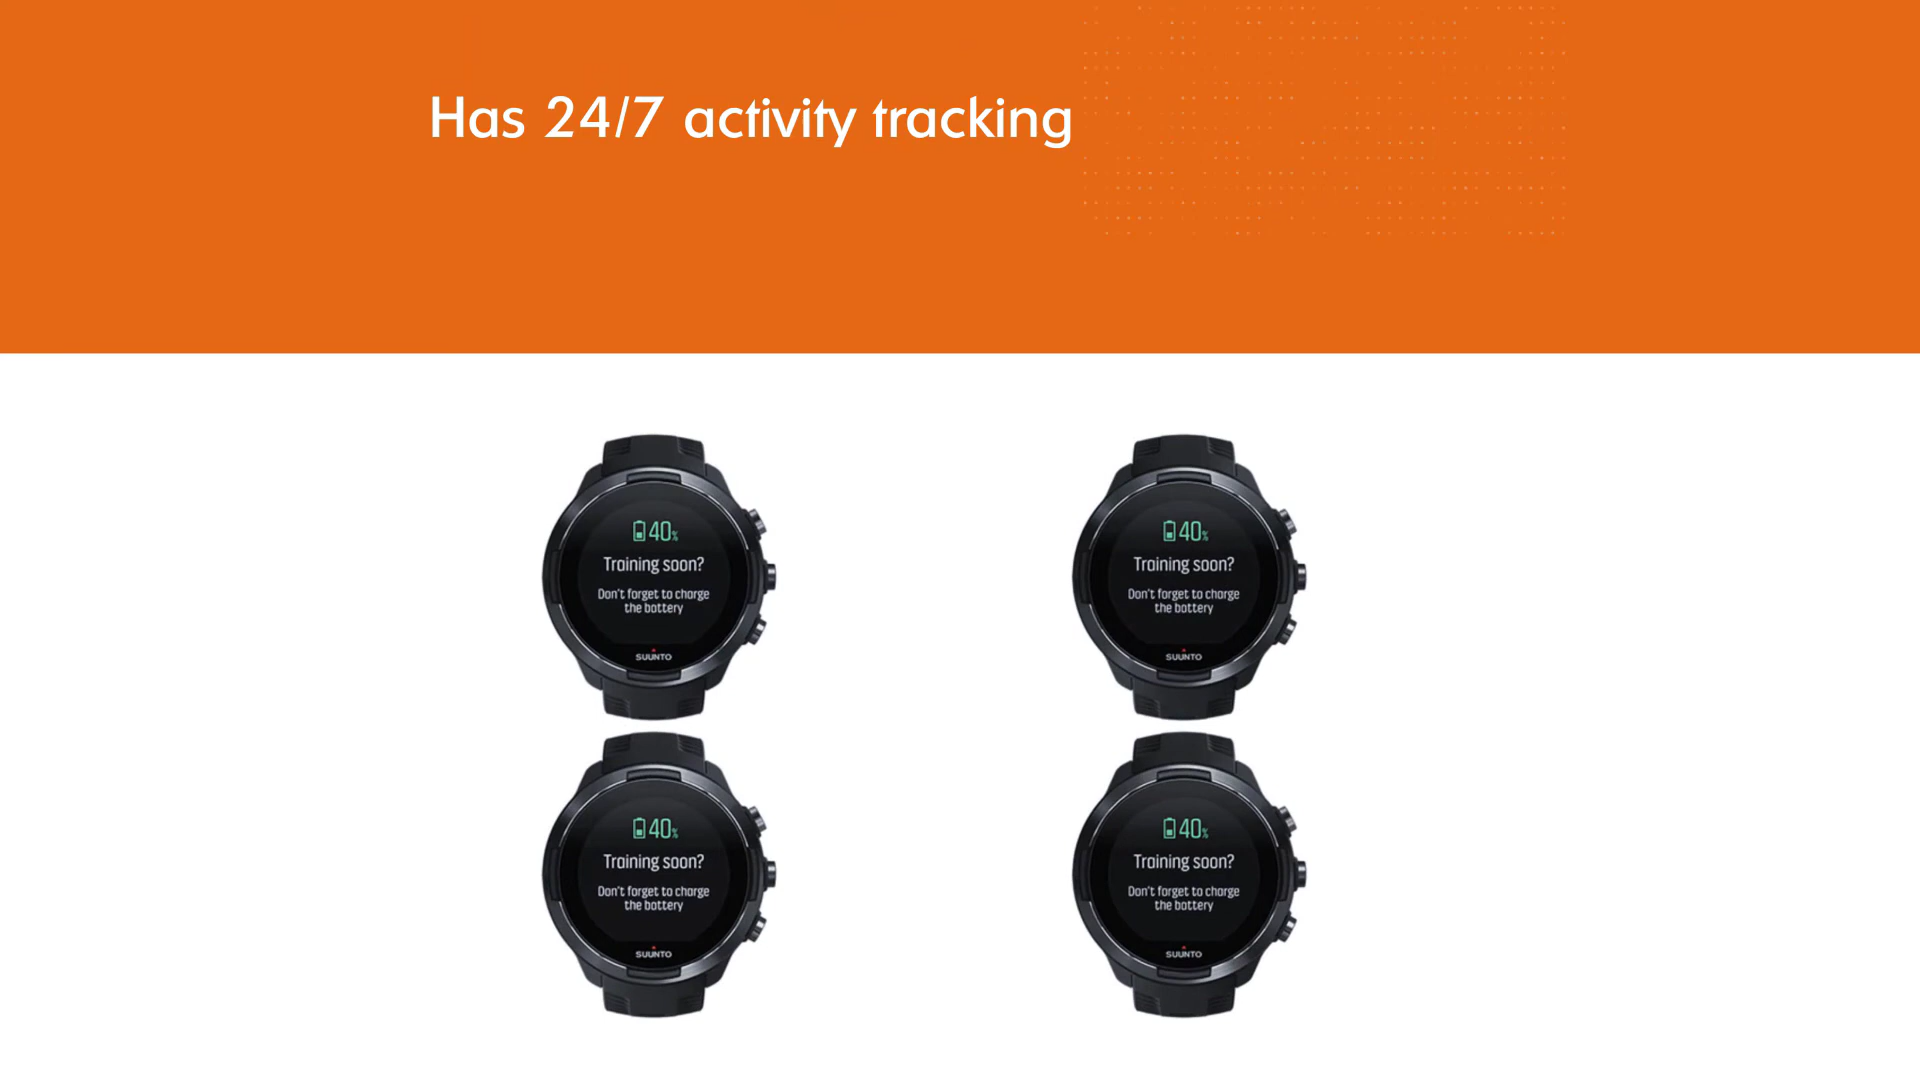 Has 24/7 activity tracking
40%
Training soon?
Don't forget to charge
the battery
SUUNTO
40%
Training soon?
Don't forget to charge
the battery
SUUNTO
40%
Training soon?
Don't forget to charge
the battery
SUUNTO
40%
Training soon?
Don't forget to charge
the battery
SUUNTO